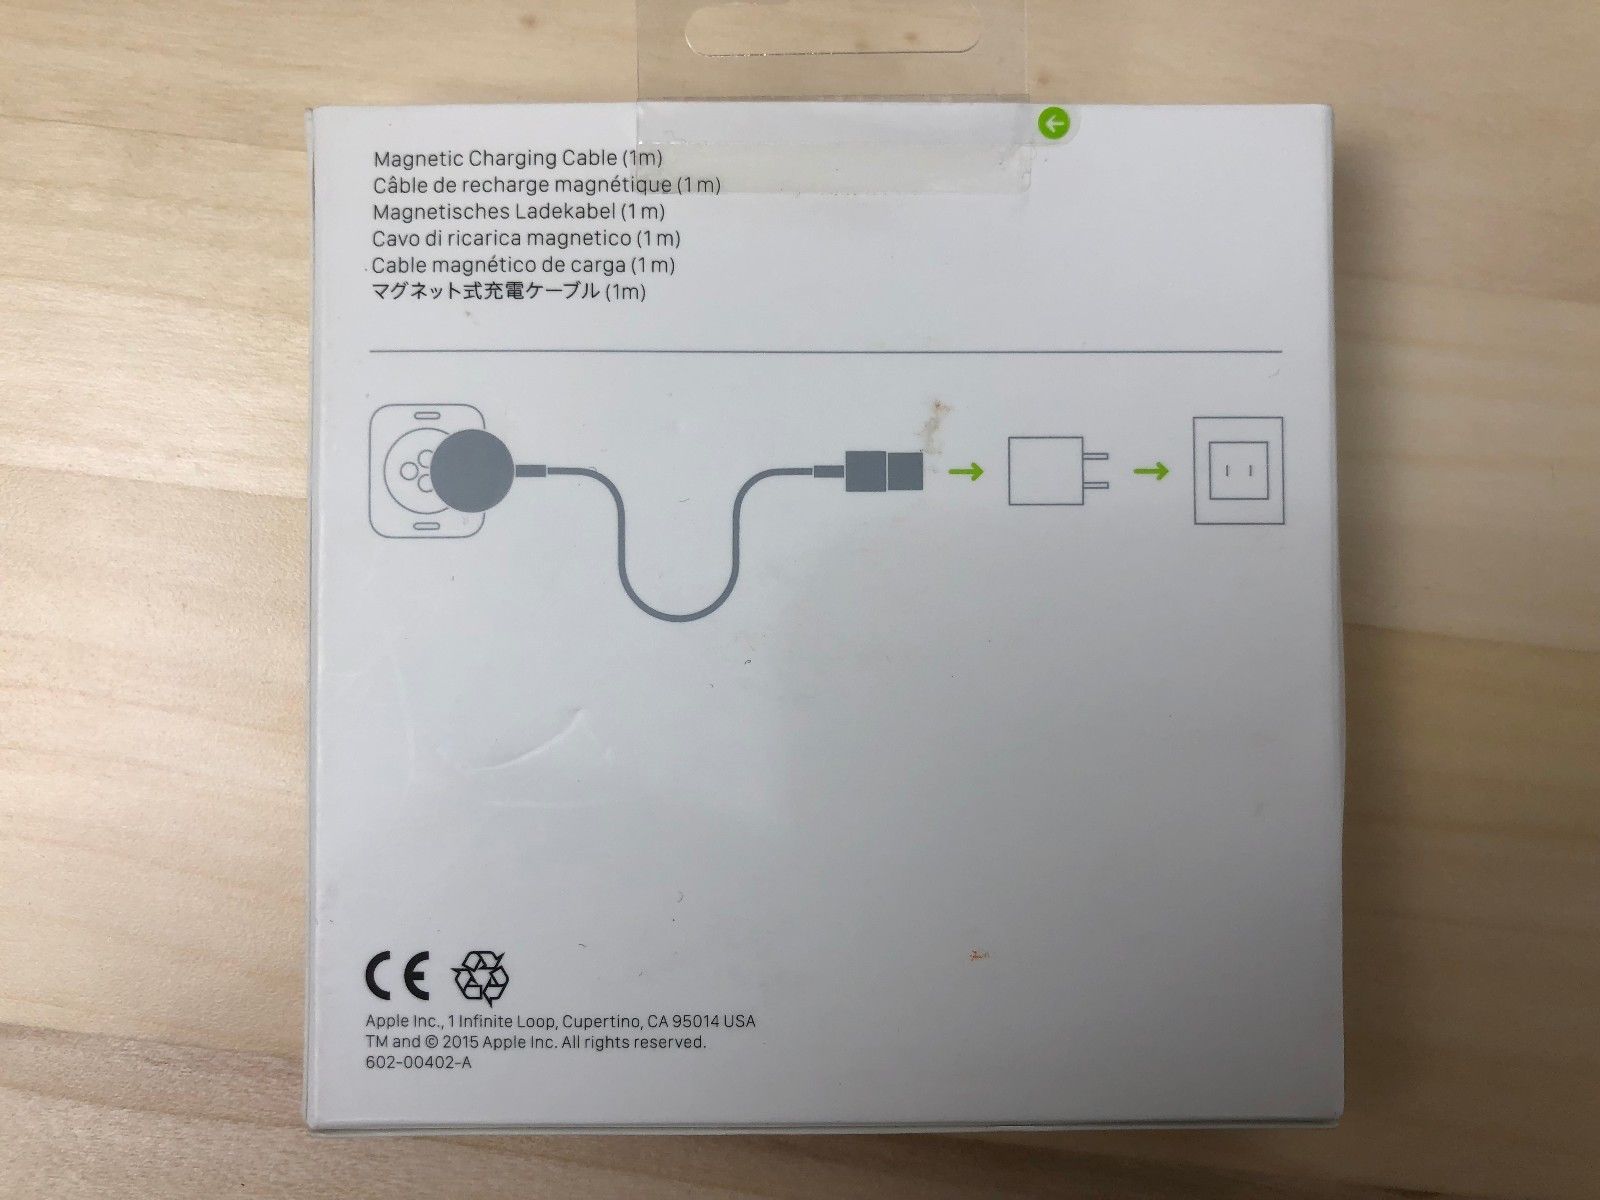 Magnetic Charging Cable (1m)
Câble de recharge magnétique (1 m)
Magnetisches Ladekabel (1 m)
Cavo di ricarica magnetico (1 m)
Cable magnético de carga (1 m)
マグネット式充電ケーブル (1m)
CE
Apple Inc., 1 Infinite Loop, Cupertino, CA 95014 USA
TM and © 2015 Apple Inc. All rights reserved.
602-00402-A